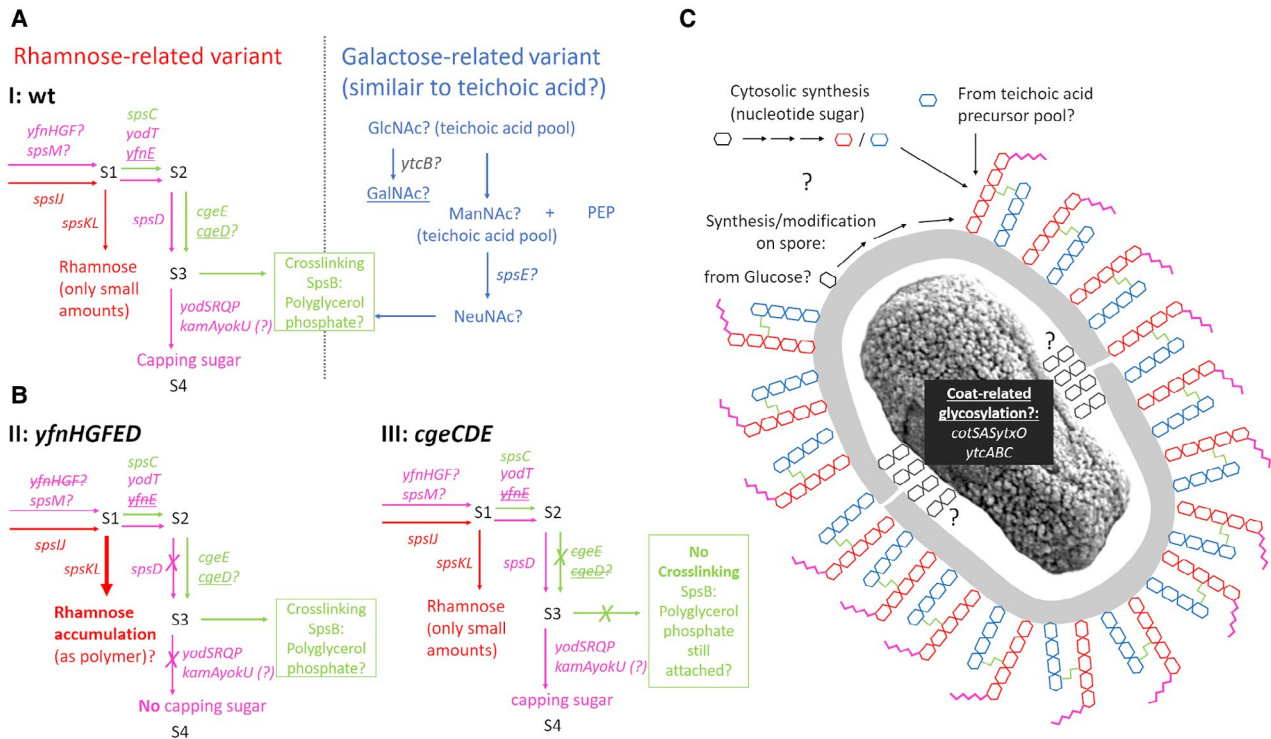 A
Rhamnose-related variant
Galactose-related variant
(similair to teichoic acid?)
I: wt
yfnHGF?
spsM?
spsC
yodT
yfnE
S1
S2
spsIJ
spsKL
spsD
cgeE
cgeD?
Rhamnose
(only small
amounts)
S3
Crosslinking
SpsB:
Polyglycerol
phosphate?
yodSRQP
kamAyokU (?)
Capping sugar
S4
GlcNAc? (teichoic acid pool)
ytcB?
GalNAc?
ManNAc? + PEP
(teichoic acid pool)
spsE?
NeuNAc?
B
II: yfnHGFED
yfnHGF?
spsM?
spsC
yodT
yfnE
S1
S2
spsIJ
spsKL
spsD
cgeE
cgeD?
Rhamnose
accumulation
(as polymer)?
S3
Crosslinking
SpsB:
Polyglycerol
phosphate?
yodSRQP
kamAyokU (?)
No capping sugar
S4
III: cgeCDE
yfnHGF?
spsM?
spsC
yodT
yfnE
S1
S2
spsIJ
spsKL
spsD
cgeE
cgeD?
Rhamnose
(only small
amounts)
S3
No
Crosslinking
SpsB:
Polyglycerol
phosphate
still
attached?
yodSRQP
kamAyokU (?)
capping sugar
S4
C
Cytosolic synthesis
(nucleotide sugar)
/
?
From teichoic acid
precursor pool?
Synthesis/modification
on spore:
from Glucose?
?
Coat-related
glycosylation?:
cotSASytxO
ytcABC
?